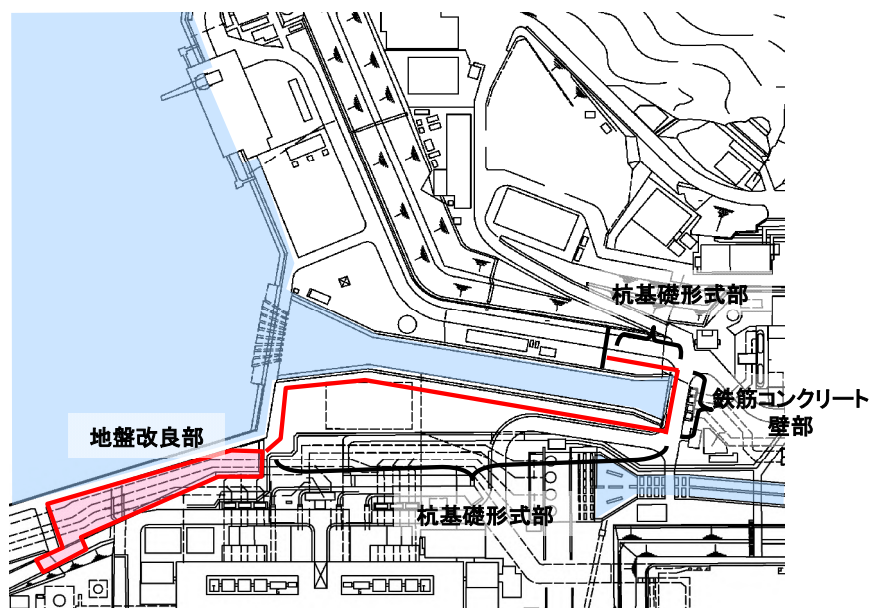 杭基礎形式部
鉄筋コンクリート
壁部
地盤改良部
杭基礎形式部